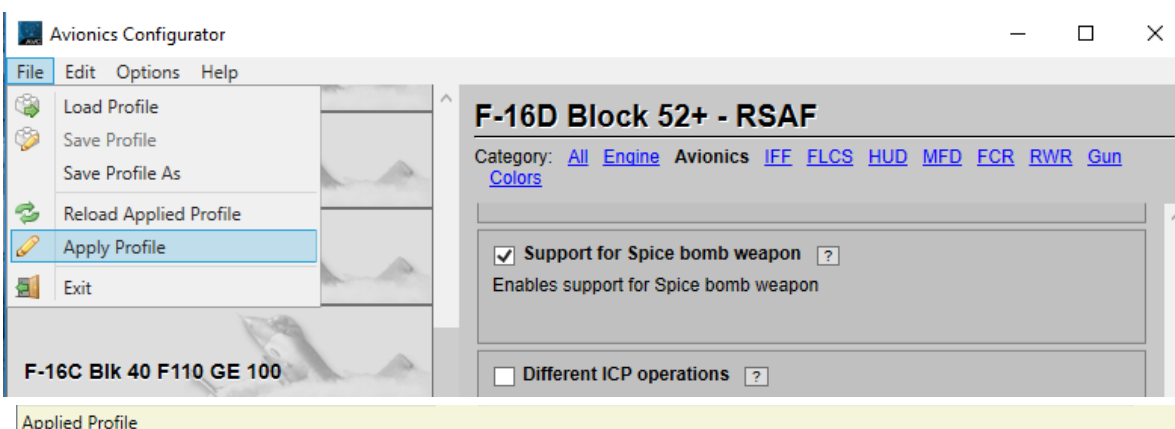 Avionics Configurator
File Edit Options Help
Load Profile
Save Profile
Save Profile As
Reload Applied Profile
Apply Profile
Exit
F-16C Blk 40 F110 GE 100
F-16D Block 52+ - RSAF
Category: All Engine Avionics IFF FLCS HUD MFD FCR RWR Gun
Colors
Support for Spice bomb weapon ?
Enables support for Spice bomb weapon
Different ICP operations ?
Applied Profile